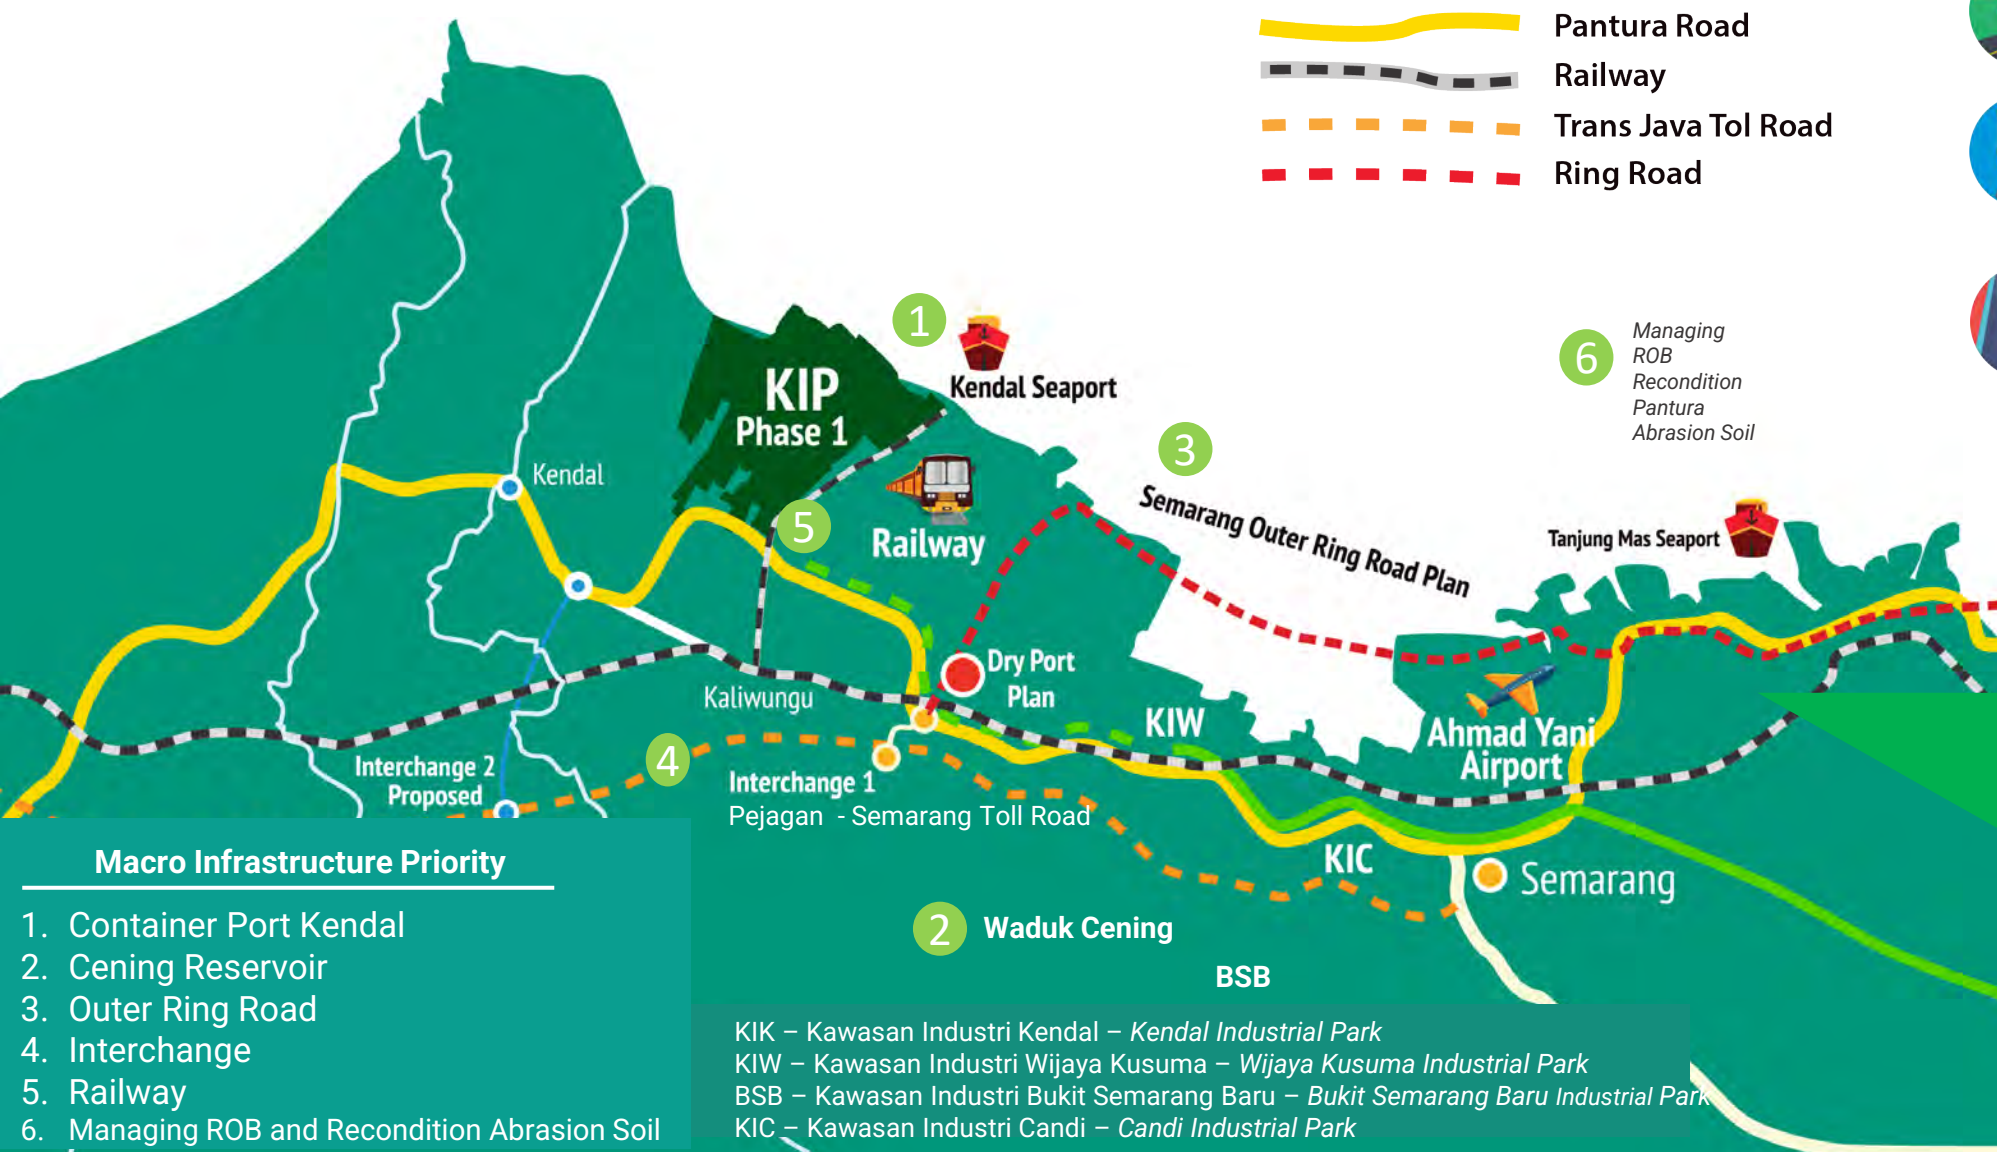 Pantura Road
Railway
Trans Java Tol Road
Ring Road
1
Kendal Seaport
KIP
Phase 1
6
Managing
ROB
Recondition
Pantura
Abrasion Soil
3
Semarang Outer Ring Road Plan
Kendal
5
Railway
Tanjung Mas Seaport
Dry Port
Plan
Kaliwungu
KIW
Ahmad Yani
Airport
4
Interchange 2
Proposed
Interchange 1
Pejagan - Semarang Toll Road
KIC
Semarang
2
Waduk Cening
BSB
Macro Infrastructure Priority
1. Container Port Kendal
2. Cening Reservoir
3. Outer Ring Road
4. Interchange
5. Railway
6. Managing ROB and Recondition Abrasion Soil
KIK – Kawasan Industri Kendal – Kendal Industrial Park
KIW – Kawasan Industri Wijaya Kusuma – Wijaya Kusuma Industrial Park
BSB – Kawasan Industri Bukit Semarang Baru – Bukit Semarang Baru Industrial Park
KIC – Kawasan Industri Candi – Candi Industrial Park